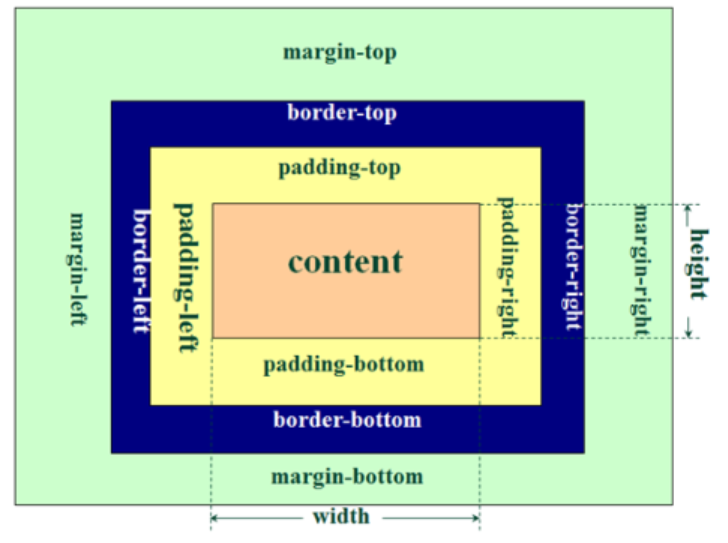 margin-top
border-top
padding-top
margin-left
border-left
padding-left
content
padding-right
border-right
margin-right
height
padding-bottom
border-bottom
margin-bottom
width